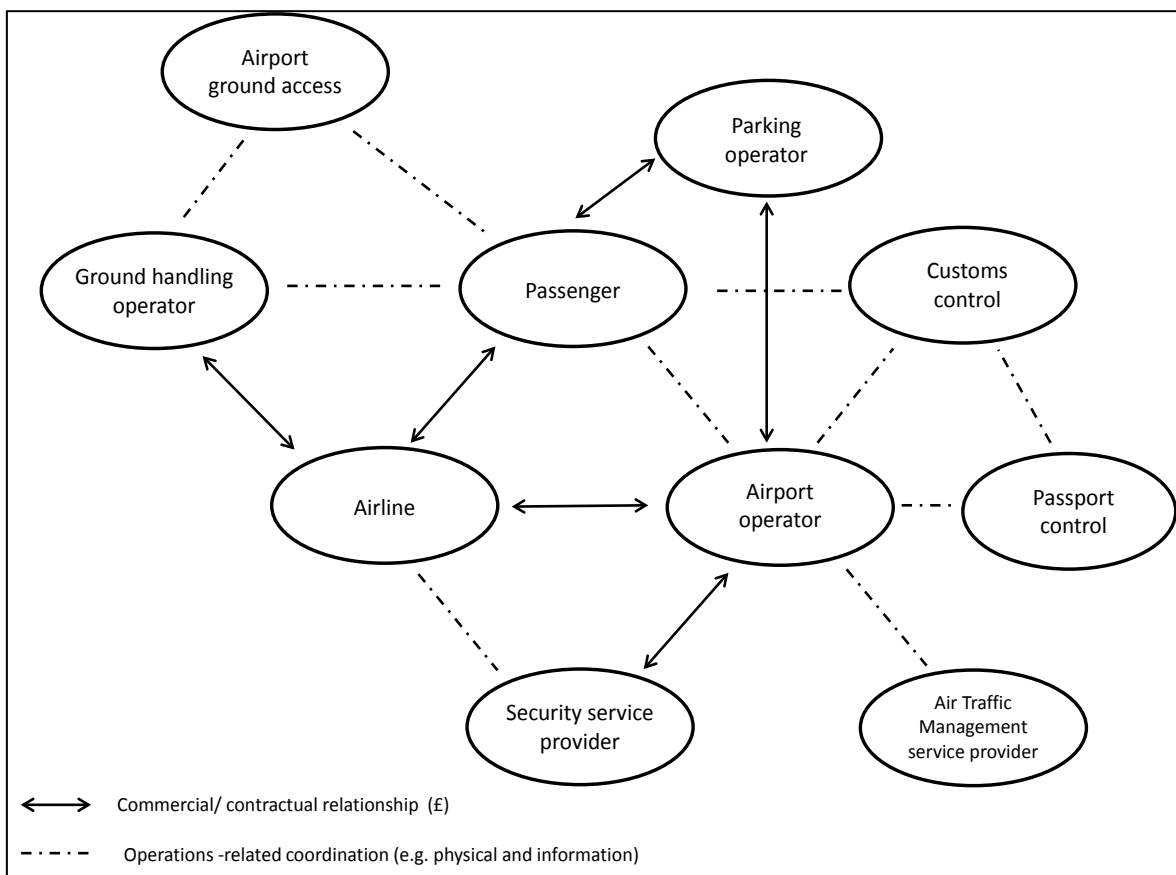 Airport
ground access
Parking
operator
Ground handling
operator
Passenger
Customs
control
Airline
Airport
operator
Passport
control
Security service
provider
Air Traffic
Management
service provider
Commercial/ contractual relationship (£)
Operations -related coordination (e.g. physical and information)